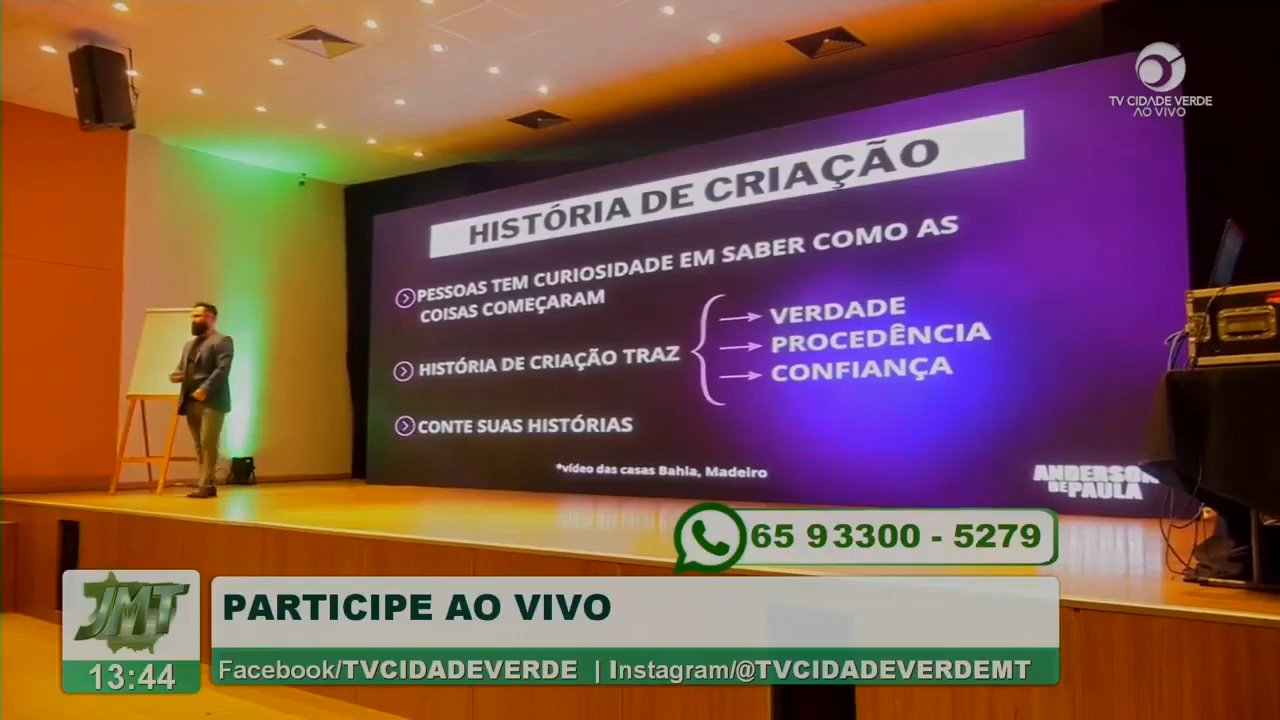 TV CIDADE VERDE
AO VIVO
HISTÓRIA DE CRIAÇÃO
PESSOAS TEM CURIOSIDADE EM SABER COMO AS
COISAS COMEÇARAM
HISTÓRIA DE CRIAÇÃO TRAZ
VERDADE
PROCEDÊNCIA
CONFIANÇA
CONTE SUAS HISTÓRIAS
*vídeo das casas Bahia, Madeiro
ANDERSON
DE PAULA
65 93300 - 5279
JMT
PARTICIPE AO VIVO
13:44
Facebook/TVCIDADEVERDE | Instagram/@TVCIDADEVERDEMT